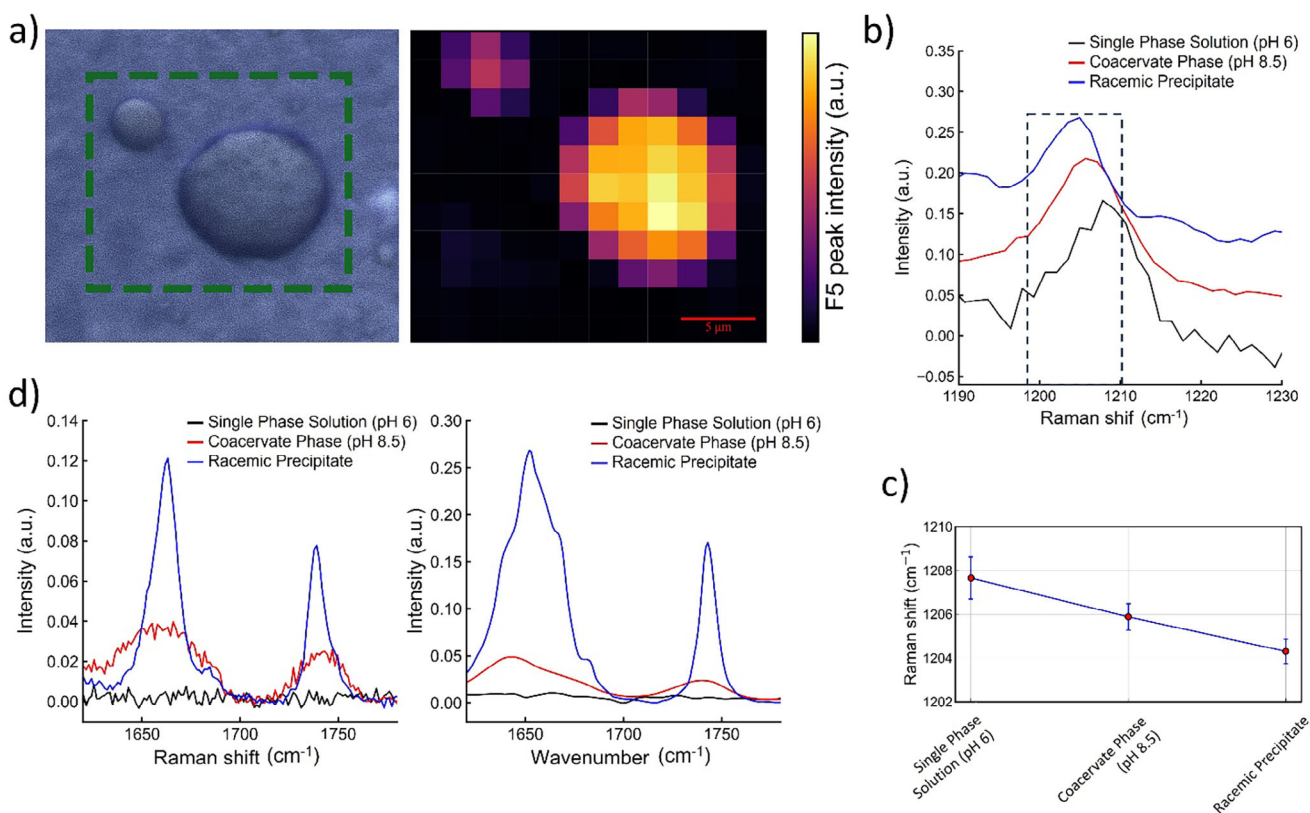 a)
F5 peak intensity (a.u.)
5 μm
b)
Single Phase Solution (pH 6)
Coacervate Phase (pH 8.5)
Racemic Precipitate
0.35
0.30
0.25
0.20
0.15
0.10
0.05
0.00
−0.05
Intensity (a.u.)
1190
1200
1210
1220
1230
Raman shif (cm⁻¹)
d)
Single Phase Solution (pH 6)
Coacervate Phase (pH 8.5)
Racemic Precipitate
0.14
0.12
0.10
0.08
0.06
0.04
0.02
0.00
Intensity (a.u.)
1650
1700
1750
Raman shift (cm⁻¹)
Single Phase Solution (pH 6)
Coacervate Phase (pH 8.5)
Racemic Precipitate
0.30
0.25
0.20
0.15
0.10
0.05
0.00
Intensity (a.u.)
1650
1700
1750
Wavenumber (cm⁻¹)
c)
1210
1208
1206
1204
1202
Raman shift (cm⁻¹)
Single Phase
Solution (pH 6)
Coacervate Phase
(pH 8.5)
Racemic Precipitate